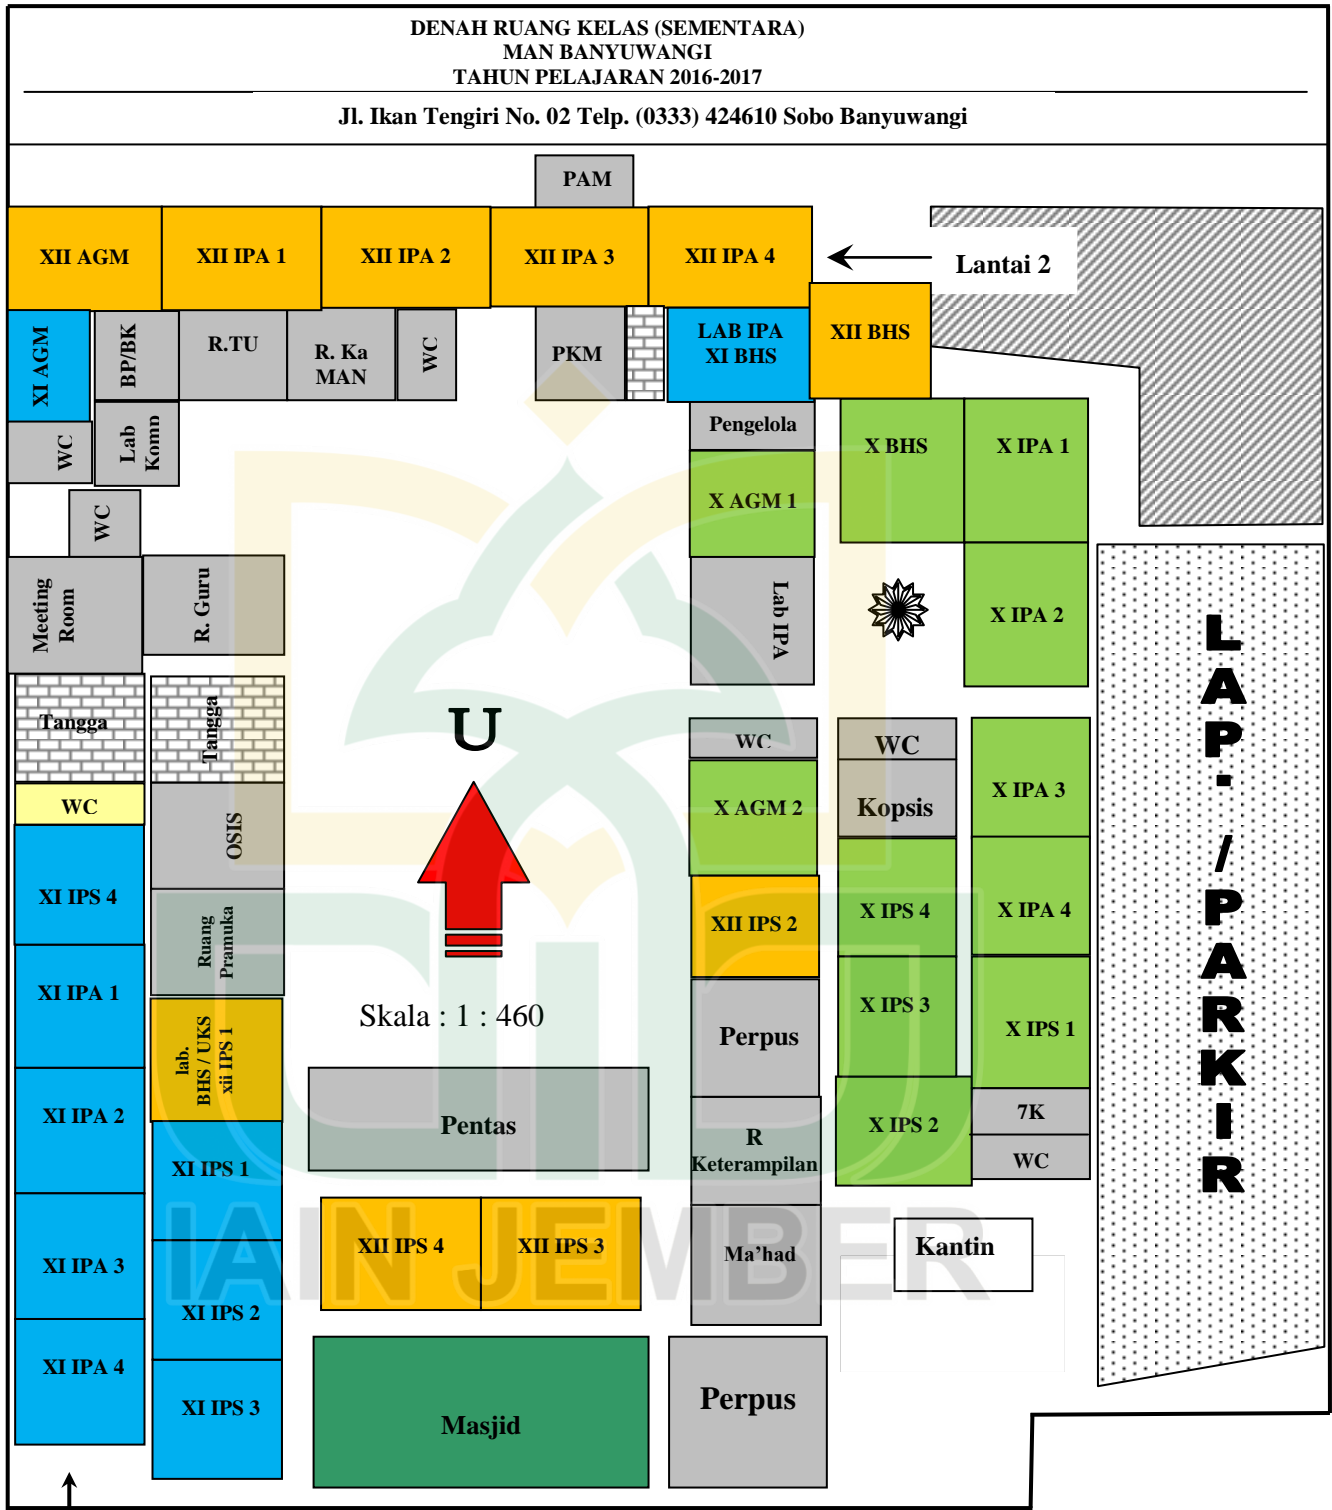 DENAH RUANG KELAS (SEMENTARA)
MAN BANYUWANGI
TAHUN PELAJARAN 2016-2017
Jl. Ikan Tengiri No. 02 Telp. (0333) 424610 Sobo Banyuwangi
PAM
XII AGM
XII IPA 1
XII IPA 2
XII IPA 3
XII IPA 4
Lantai 2
XI AGM
BP/BK
R.TU
R. Ka
MAN
WC
PKM
LAB IPA
XI BHS
XII BHS
WC
Lab
Komp
Pengelola
X BHS
X IPA 1
X AGM 1
WC
Meeting
Room
R. Guru
Lab IPA
X IPA 2
Tangga
Tangga
U
WC
WC
X IPA 3
WC
OSIS
X AGM 2
Kopsis
XI IPS 4
Ruang
Pramuka
XII IPS 2
X IPS 4
X IPA 4
XI IPA 1
lab.
BHS / UKS
xii IPS 1
Skala : 1 : 460
Perpus
X IPS 3
X IPS 1
XI IPA 2
XI IPS 1
Pentas
R
Keterampilan
X IPS 2
7K
WC
XI IPA 3
XI IPS 2
XII IPS 4
XII IPS 3
Ma'had
Kantin
XI IPA 4
XI IPS 3
Masjid
Perpus
LAP. /PARKIR
IAIN JEMBER